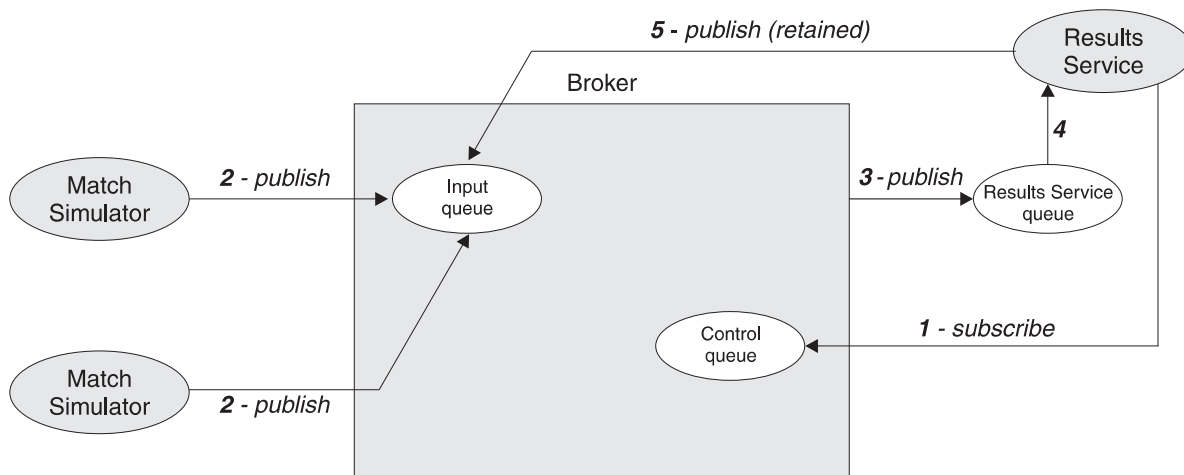 5 - publish (retained)
Results
Service
Broker
4
Match
Simulator
2 - publish
Input
queue
3 - publish
Results Service
queue
Control
queue
1 - subscribe
Match
Simulator
2 - publish